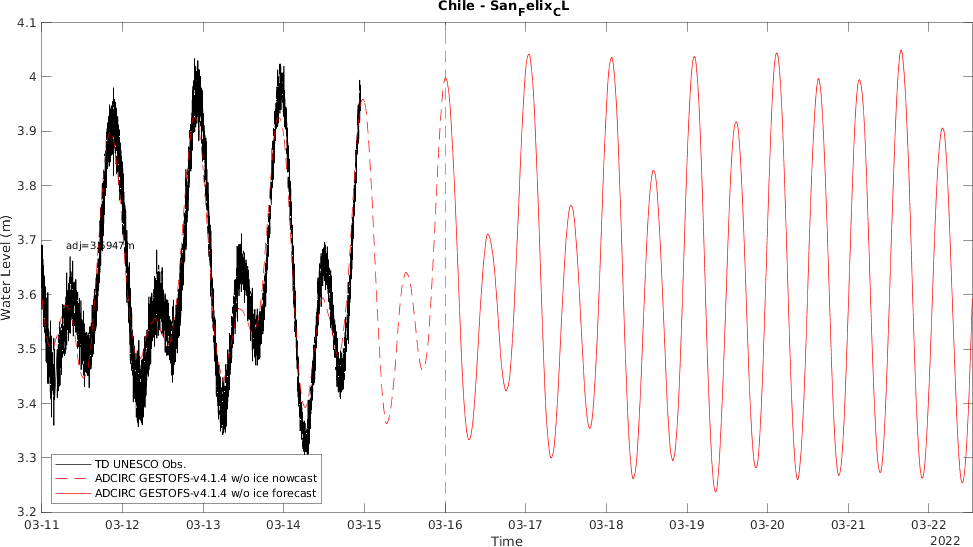 Chile - SanFelixCL
4.1
4
3.9
3.8
3.7
3.6
3.5
3.4
3.3
3.2
Water Level (m)
adj=3.5947m
TD UNESCO Obs.
ADCIRC GESTOFS-v4.1.4 w/o ice nowcast
ADCIRC GESTOFS-v4.1.4 w/o ice forecast
03-11 03-12 03-13 03-14 03-15 03-16 03-17 03-18 03-19 03-20 03-21 03-22
Time
2022